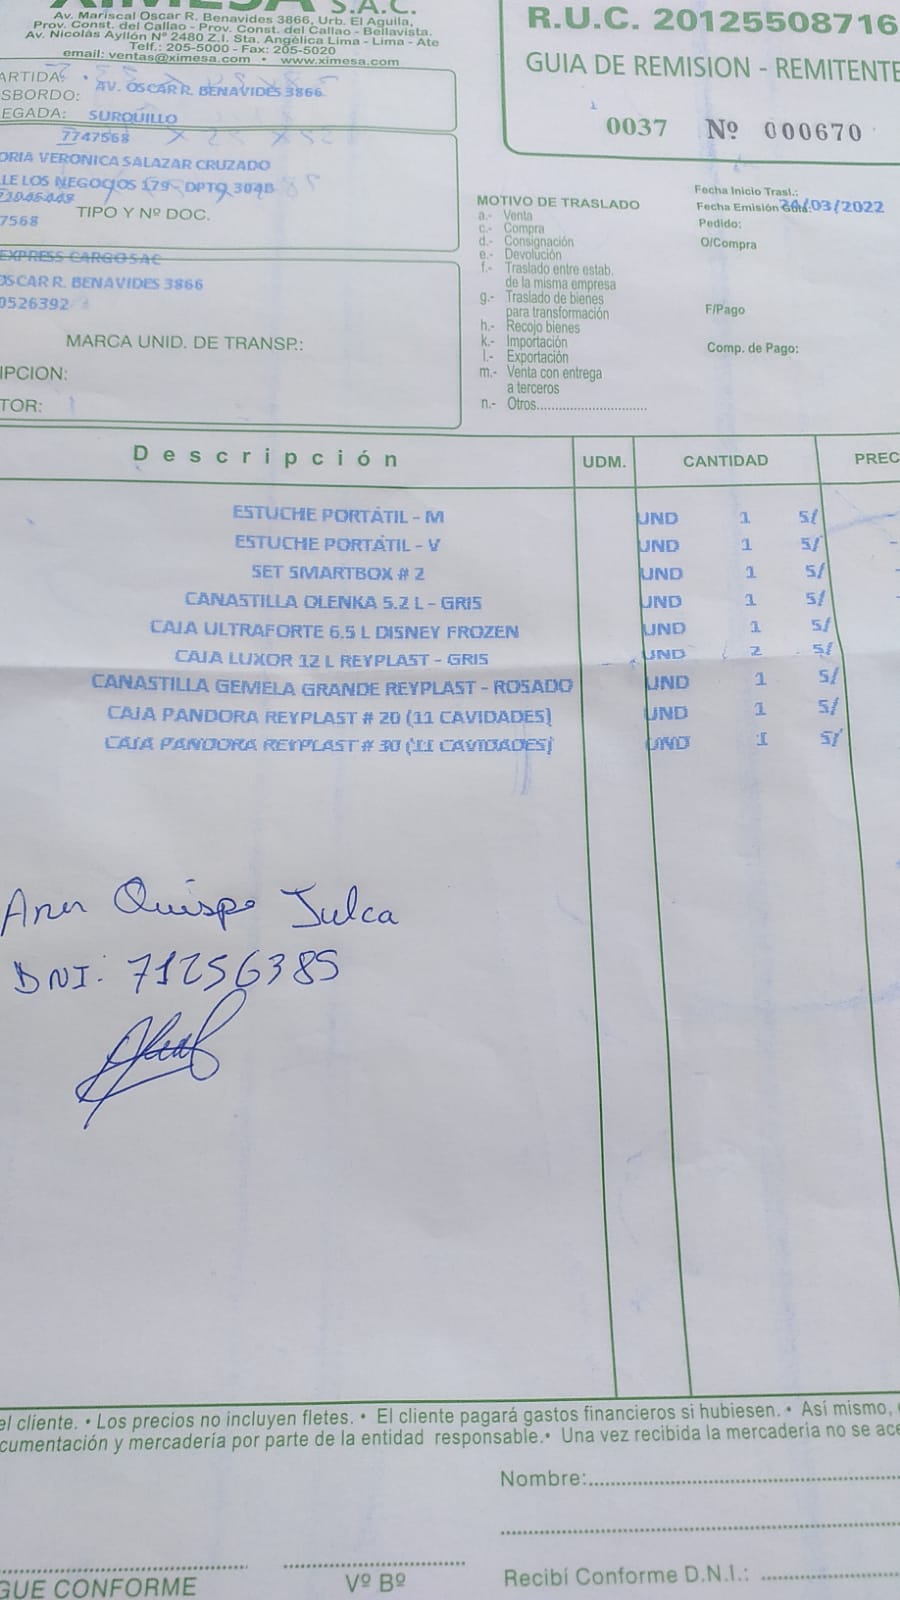 XIMESA S.A.C.
Av. Mariscal Oscar R. Benavides 3866, Urb. El Aguila,
Prov. Const. del Callao - Prov. Const. del Callao - Bellavista.
Av. Nicolás Ayllón Nº 2480 Z.I. Sta. Angélica Lima - Lima - Ate
Telf.: 205-5000 - Fax: 205-5020
email: ventas@ximesa.com • www.ximesa.com
R.U.C. 20125508716
GUIA DE REMISION - REMITENTE
0037 Nº 000670
ARTIDA:
AV. OSCAR R. BENAVIDES 3866
SBORDO:
EGADA: SURQUILLO
7747568
ORIA VERONICA SALAZAR CRUZADO
LE LOS NEGOCIOS 179 - DPTO 304B
TIPO Y Nº DOC.
7568
EXPRESS CARGO SAC
OSCAR R. BENAVIDES 3866
0526392
MARCA UNID. DE TRANSP.:
IPCION:
TOR:
MOTIVO DE TRASLADO
a.- Venta
c.- Compra
d.- Consignación
e.- Devolución
f.- Traslado entre estab.
de la misma empresa
g.- Traslado de bienes
para transformación
h.- Recojo bienes
k.- Importación
l.- Exportación
m.- Venta con entrega
a terceros
n.- Otros..............................
Fecha Inicio Trasl.:
Fecha Emisión Guía: /03/2022
Pedido:
O/Compra
F/Pago
Comp. de Pago:
Descripción UDM. CANTIDAD PREC
ESTUCHE PORTÁTIL - M UND 1 S/
ESTUCHE PORTÁTIL - V UND 1 S/
SET SMARTBOX # 2 UND 1 S/
CANASTILLA OLENKA 5.2 L - GRIS UND 1 S/
CAJA ULTRAFORTE 6.5 L DISNEY FROZEN UND 1 S/
CAJA LUXOR 12 L REYPLAST - GRIS UND 2 S/
CANASTILLA GEMELA GRANDE REYPLAST - ROSADO UND 1 S/
CAJA PANDORA REYPLAST # 20 (11 CAVIDADES) UND 1 S/
CAJA PANDORA REYPLAST # 30 (11 CAVIDADES) UND 1 S/
Quispe Julca
DNI: 71256385
el cliente. • Los precios no incluyen fletes. • El cliente pagará gastos financieros si hubiesen. • Así mismo,
cumentación y mercadería por parte de la entidad responsable. • Una vez recibida la mercadería no se ace
Nombre:
GUE CONFORME
Vº Bº
Recibí Conforme D.N.I.: